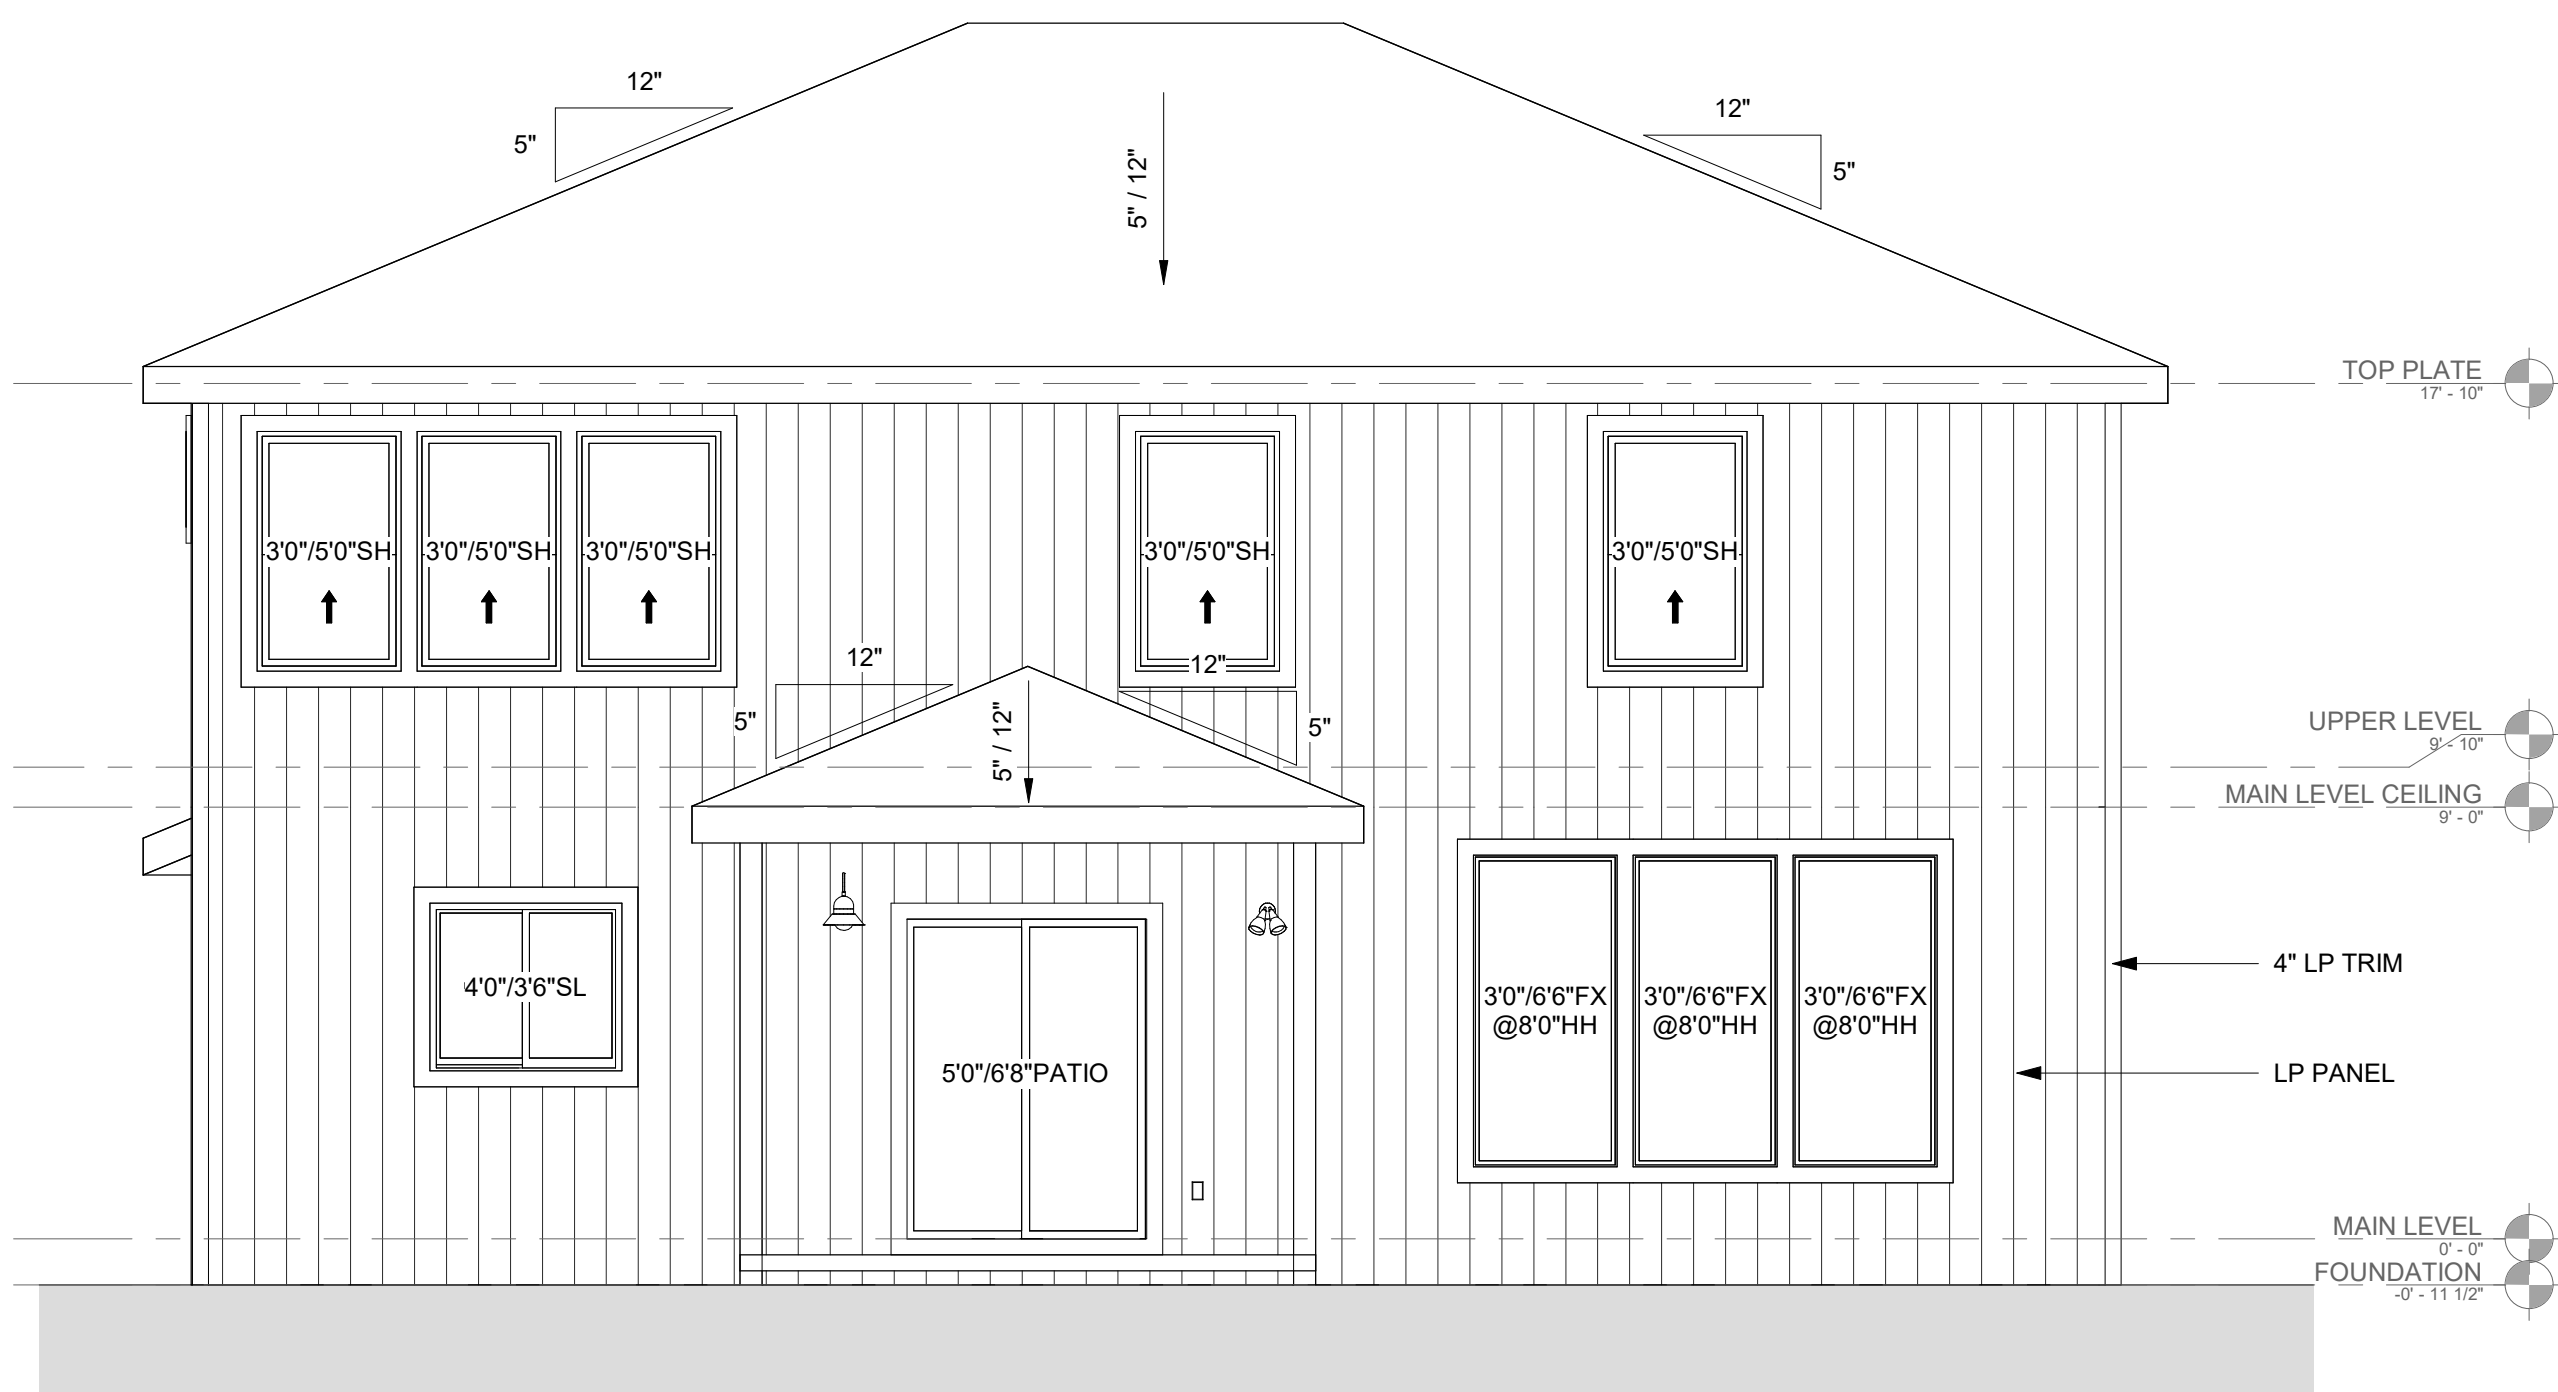 12"
5"
12"
5"
5" / 12"
TOP PLATE
17' - 10"
3'0"/5'0"SH
3'0"/5'0"SH
3'0"/5'0"SH
3'0"/5'0"SH
3'0"/5'0"SH
12"
12"
5"
5" / 12"
5"
UPPER LEVEL
9' - 10"
MAIN LEVEL CEILING
9' - 0"
4'0"/3'6"SL
5'0"/6'8"PATIO
3'0"/6'6"FX
@8'0"HH
3'0"/6'6"FX
@8'0"HH
3'0"/6'6"FX
@8'0"HH
4" LP TRIM
LP PANEL
MAIN LEVEL
0' - 0"
FOUNDATION
-0' - 11 1/2"